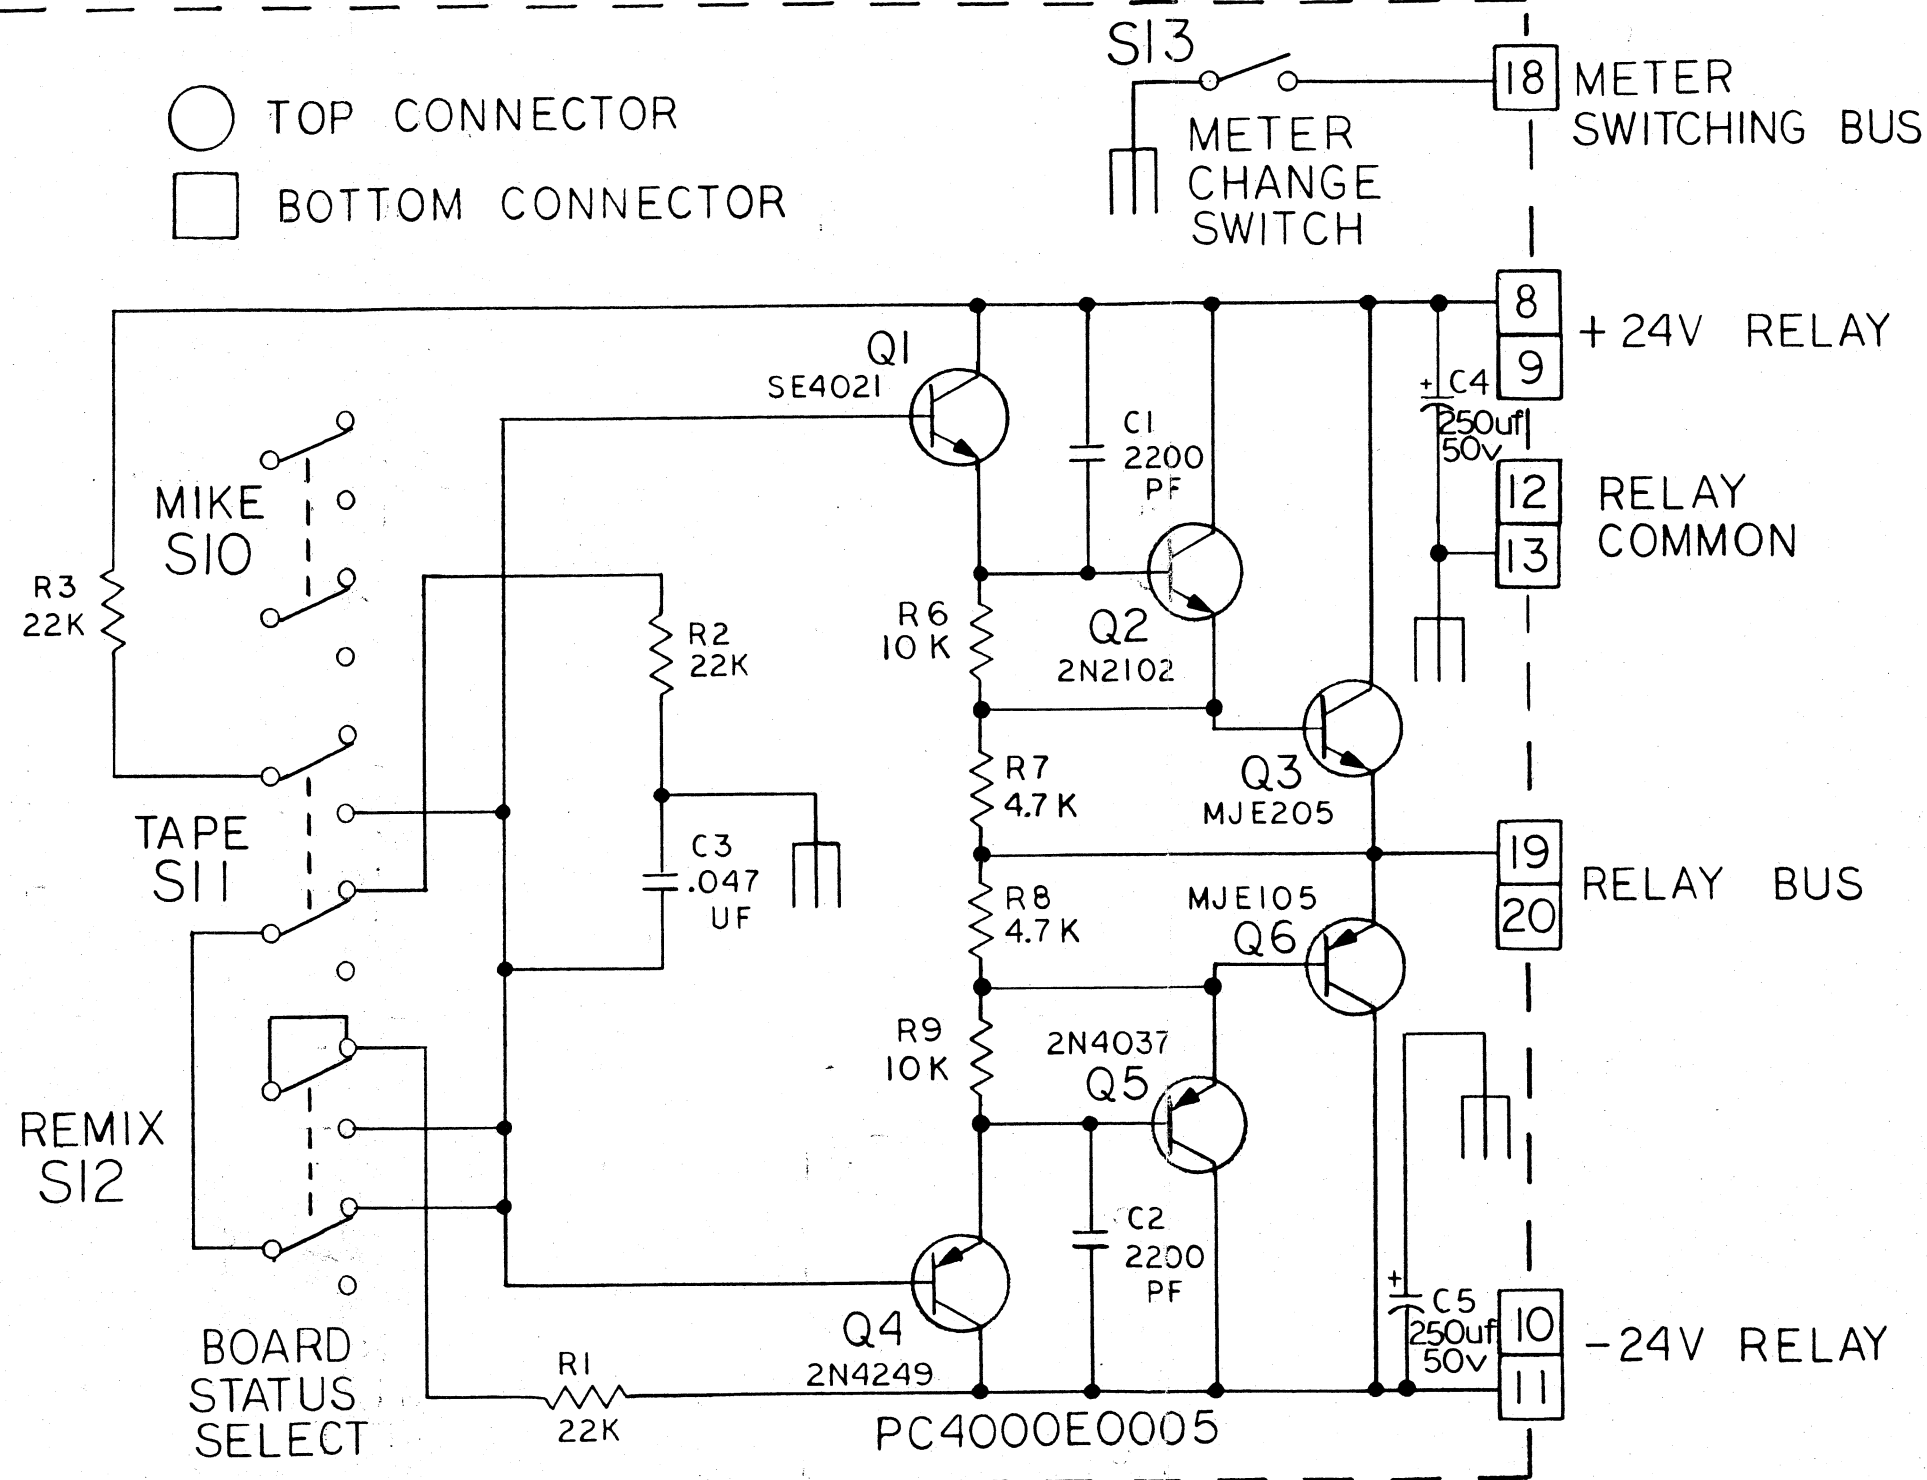 S13
18 METER
SWITCHING BUS
METER
CHANGE
SWITCH
TOP CONNECTOR
BOTTOM CONNECTOR
8
9
+24V RELAY
Q1
SE4021
+ C4
250uf
50v
C1
2200
PF
12
13
RELAY
COMMON
MIKE
S10
R3
22K
R2
22K
R6
10K
Q2
2N2102
R7
4.7K
Q3
MJE205
TAPE
S11
C3
.047
UF
R8
4.7K
MJE105
Q6
19
20
RELAY BUS
R9
10K
2N4037
Q5
REMIX
S12
C2
2200
PF
+ C5
250uf
50v
10
11
-24V RELAY
Q4
2N4249
BOARD
STATUS
SELECT
R1
22K
PC4000E0005